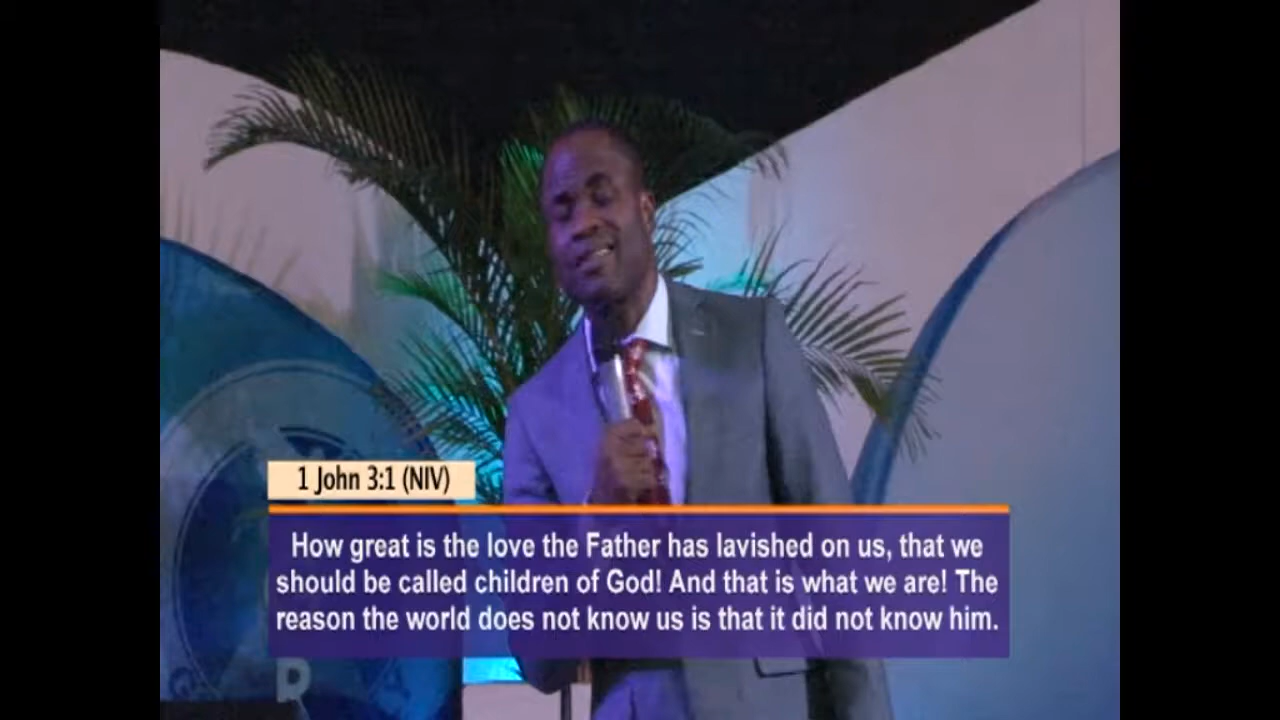 1 John 3:1 (NIV)
How great is the love the Father has lavished on us, that we
should be called children of God! And that is what we are! The
reason the world does not know us is that it did not know him.
R